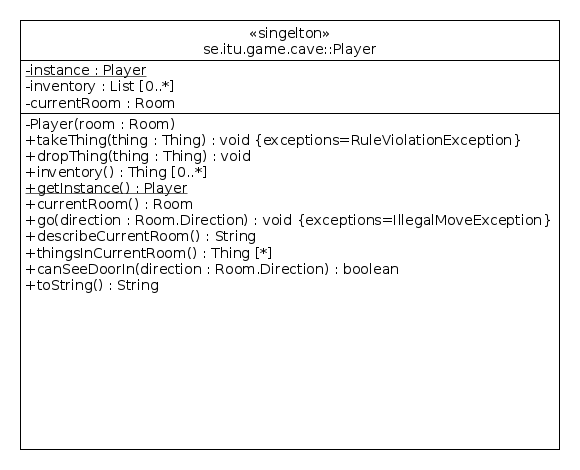 «singelton»
se.itu.game.cave::Player
-instance : Player
-inventory : List [0..*]
-currentRoom : Room
-Player(room : Room)
+takeThing(thing : Thing) : void {exceptions=RuleViolationException}
+dropThing(thing : Thing) : void
+inventory() : Thing [0..*]
+getInstance() : Player
+currentRoom() : Room
+go(direction : Room.Direction) : void {exceptions=IllegalMoveException}
+describeCurrentRoom() : String
+thingsInCurrentRoom() : Thing [*]
+canSeeDoorIn(direction : Room.Direction) : boolean
+toString() : String